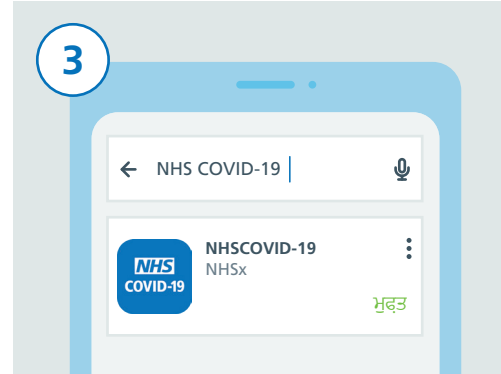 3
NHS COVID-19
NHSCOVID-19
NHSx
NHS
COVID-19
ਮੁਫ਼ਤ